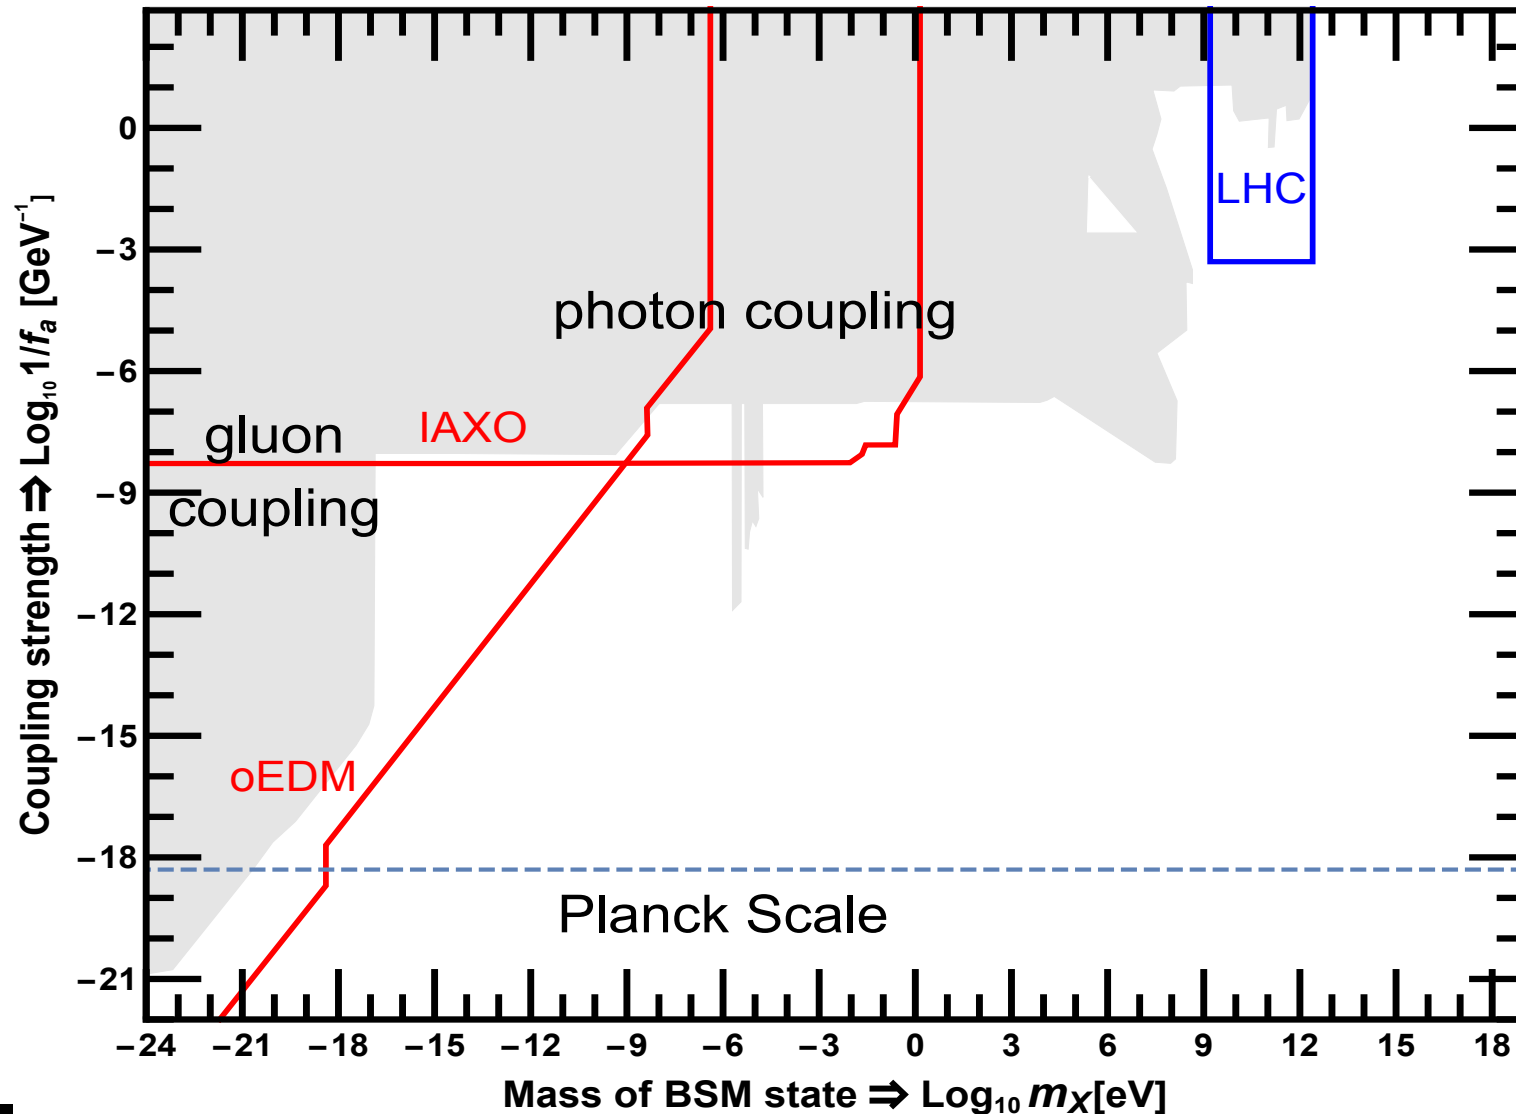 Coupling strength ⇒ Log₁₀ 1/fₐ [GeV⁻¹]
0
−3
−6
−9
−12
−15
−18
−21
LHC
photon coupling
IAXO
gluon
coupling
oEDM
Planck Scale
−24 −21 −18 −15 −12 −9 −6 −3 0 3 6 9 12 15 18
Mass of BSM state ⇒ Log₁₀ mX[eV]